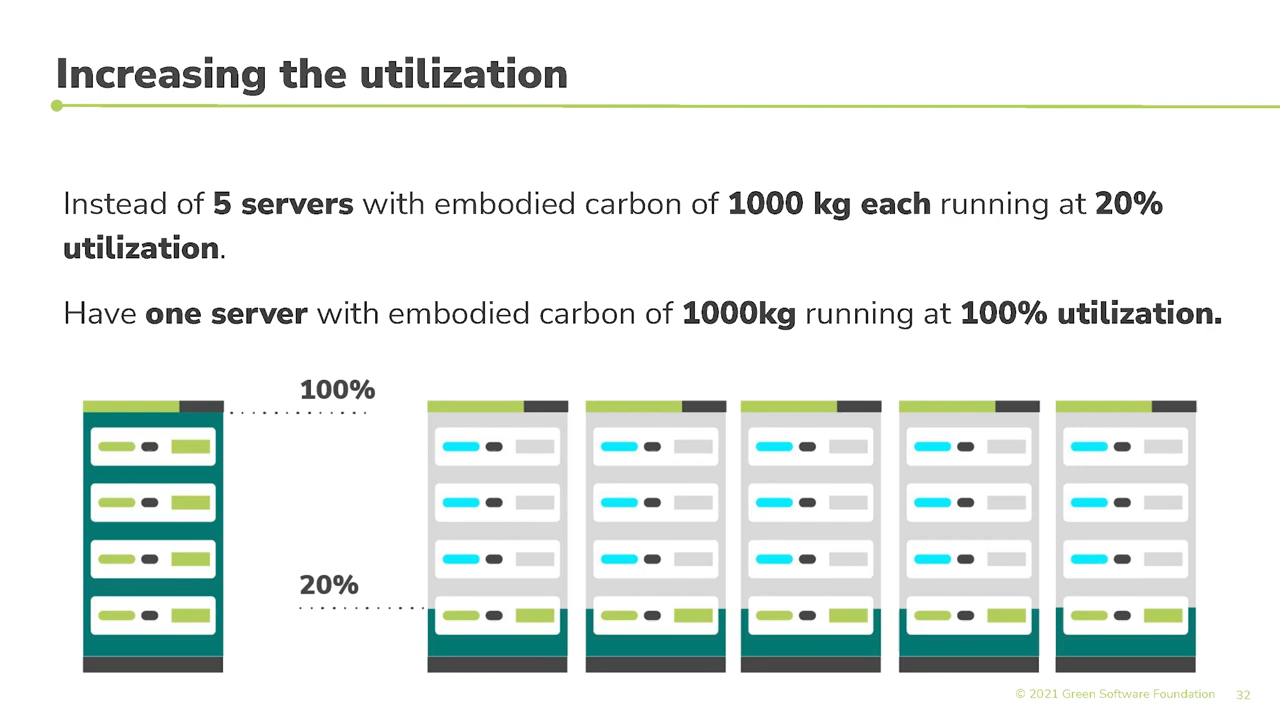 Increasing the utilization
Instead of 5 servers with embodied carbon of 1000 kg each running at 20%
utilization.
Have one server with embodied carbon of 1000kg running at 100% utilization.
100%
20%
© 2021 Green Software Foundation 32